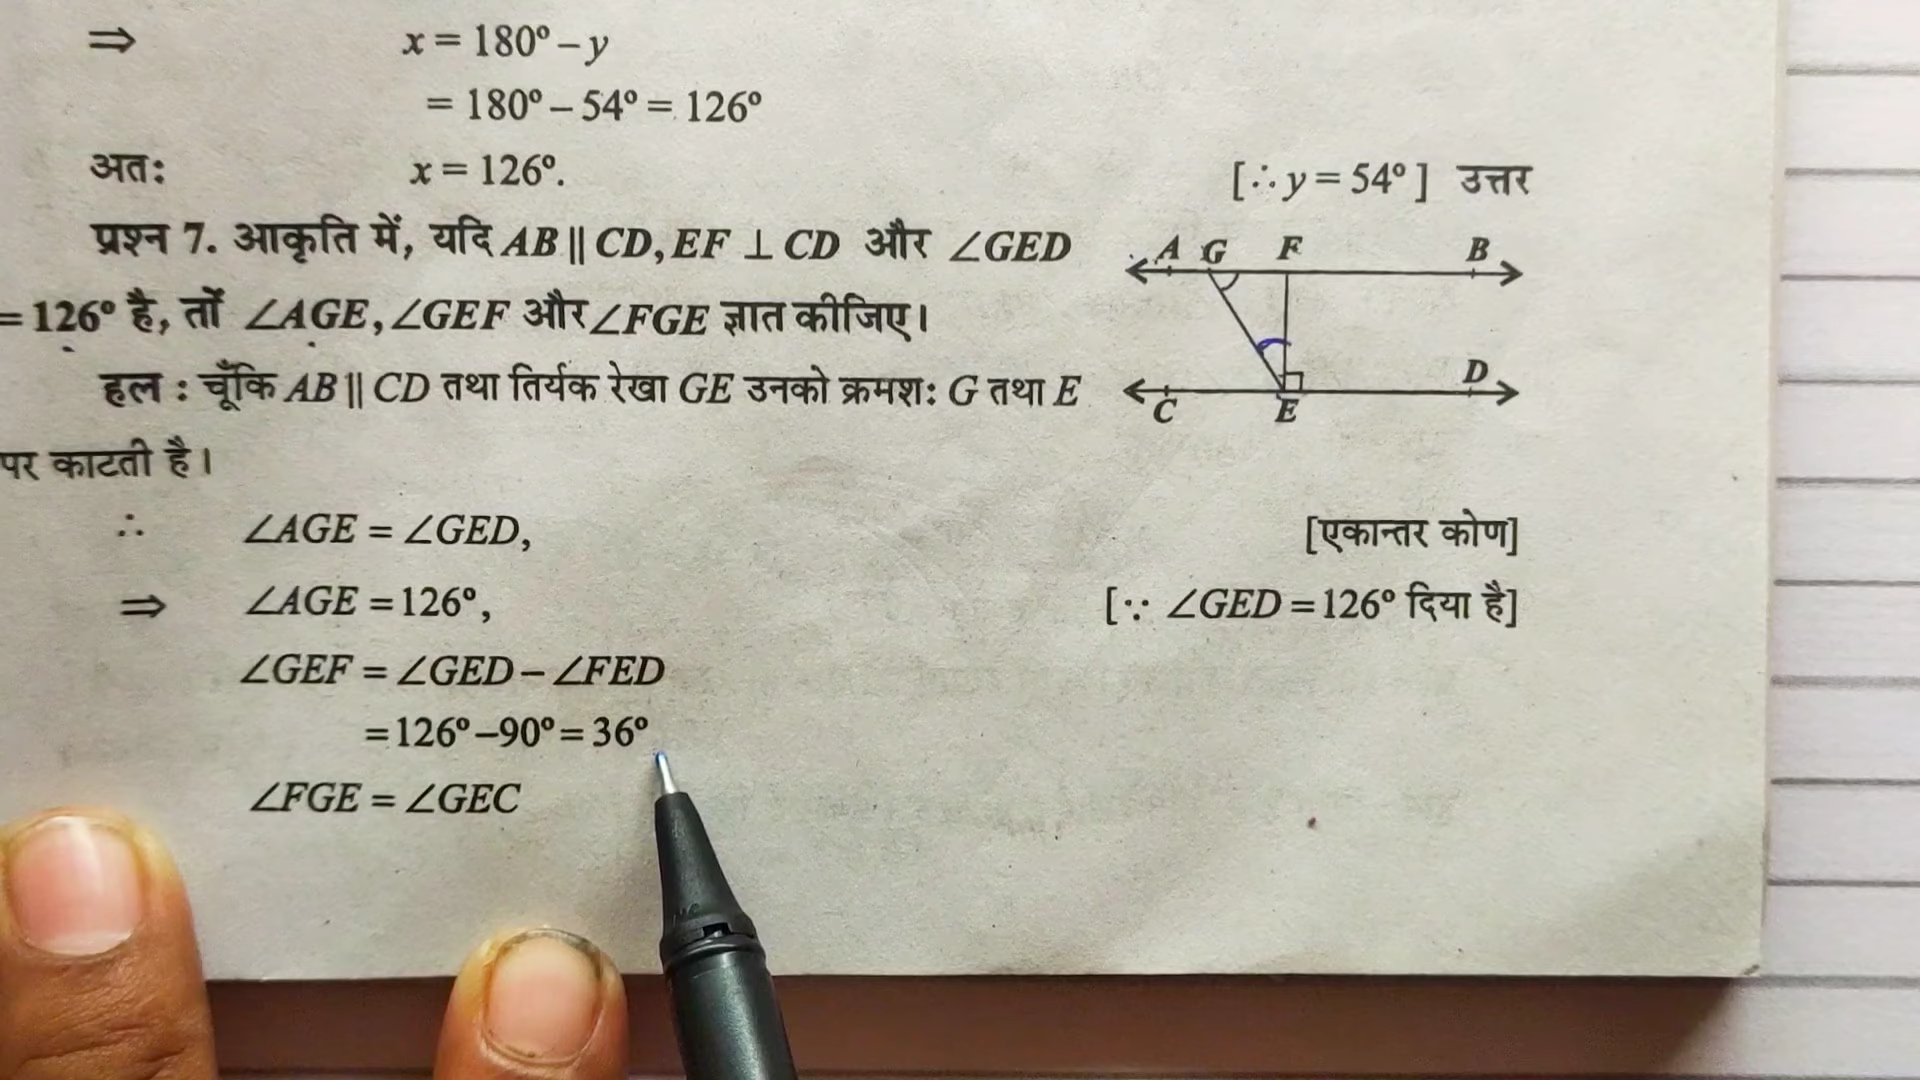 ⇒ x = 180° – y
= 180° – 54° = 126°
अतः x = 126°. [∴ y = 54° ] उत्तर
प्रश्न 7. आकृति में, यदि AB || CD, EF ⊥ CD और ∠GED
= 126° है, तों ∠AGE, ∠GEF और ∠FGE ज्ञात कीजिए।
A G F B
हल : चूँकि AB || CD तथा तिर्यक रेखा GE उनको क्रमशः G तथा E
D
C E
पर काटती है।
∴ ∠AGE = ∠GED, [एकान्तर कोण]
⇒ ∠AGE = 126°, [∵ ∠GED = 126° दिया है]
∠GEF = ∠GED – ∠FED
= 126° – 90° = 36°
∠FGE = ∠GEC